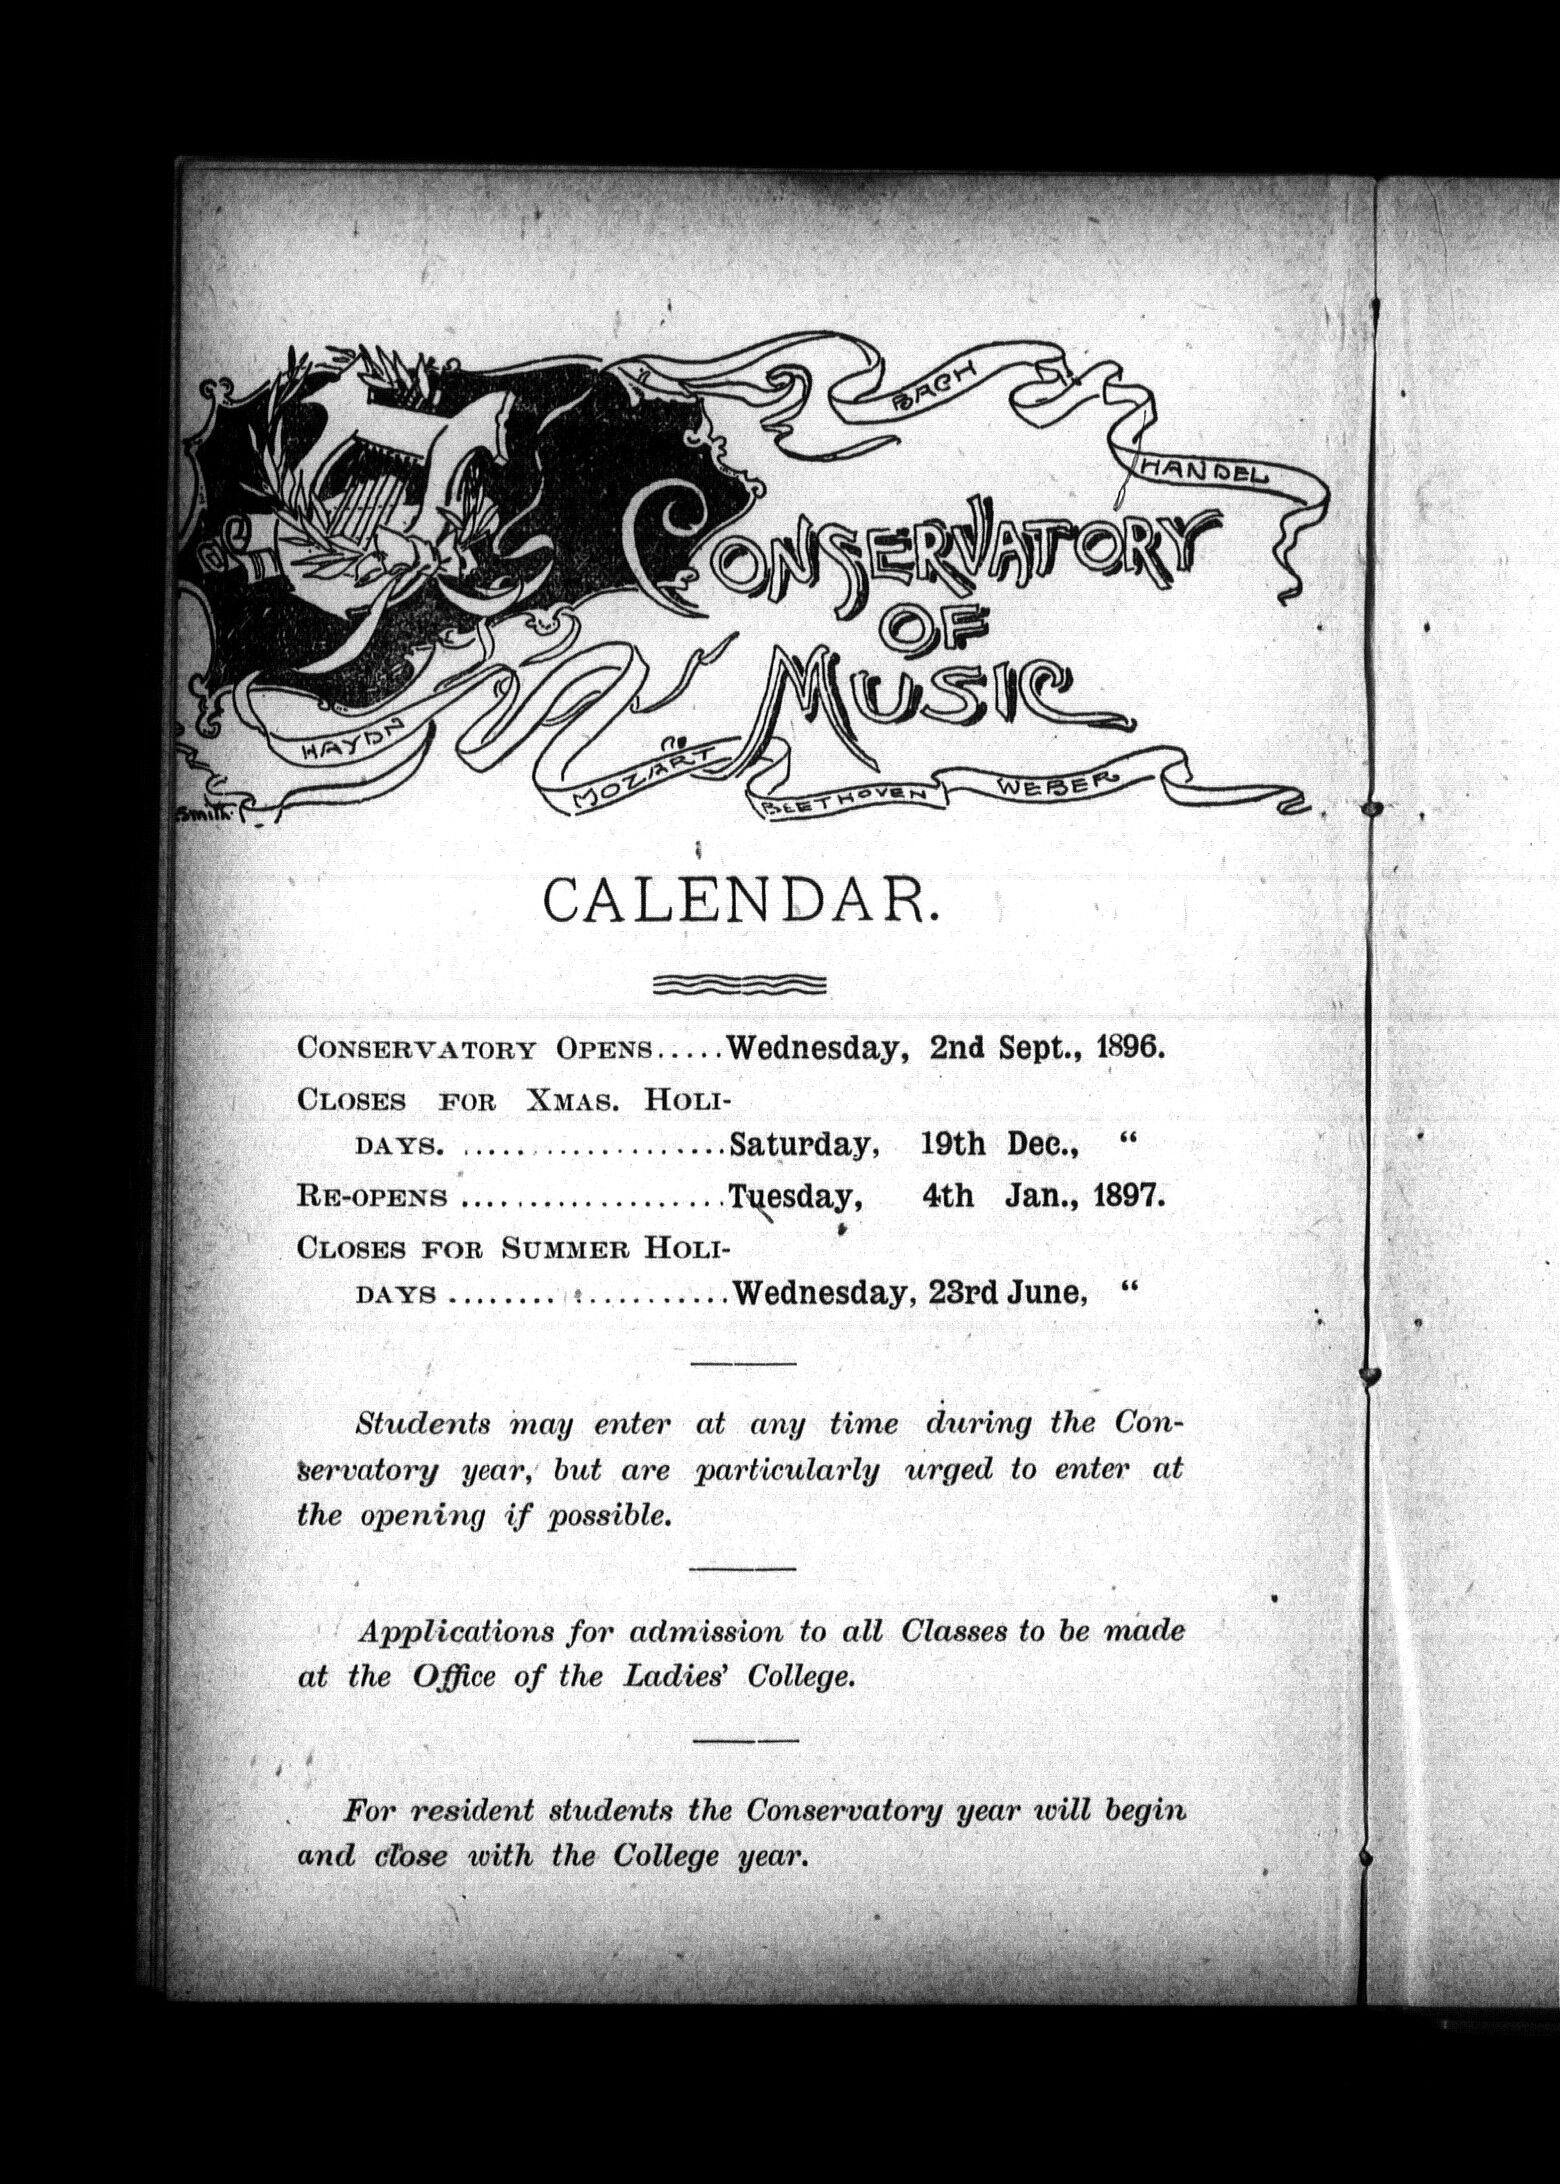 BACH
HANDEL
CONSERVATORY
OF
MUSIC
HAYDN
MOZART
BEETHOVEN
WEBER
Smith
CALENDAR.
CONSERVATORY OPENS.....Wednesday, 2nd Sept., 1896.
CLOSES FOR XMAS. HOLI-
DAYS. ...................Saturday, 19th Dec., "
RE-OPENS ...................Tuesday, 4th Jan., 1897.
CLOSES FOR SUMMER HOLI-
DAYS ....................Wednesday, 23rd June, "
Students may enter at any time during the Con-
servatory year, but are particularly urged to enter at
the opening if possible.
Applications for admission to all Classes to be made
at the Office of the Ladies' College.
For resident students the Conservatory year will begin
and close with the College year.